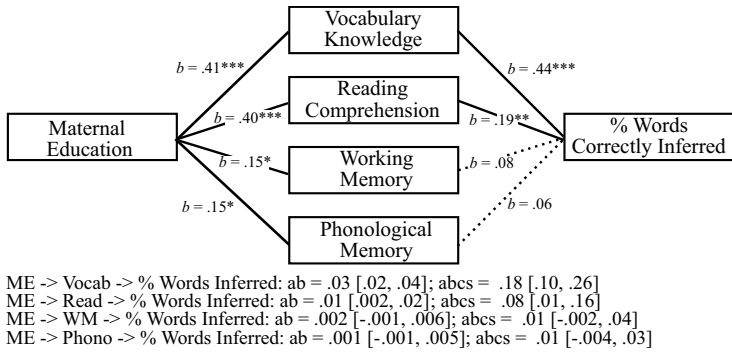 Vocabulary
Knowledge
b = .41***
b = .44***
Reading
Comprehension
b = .40***
b = .19**
Maternal
Education
% Words
Correctly Inferred
b = .15*
Working
Memory
b = .08
b = .15*
b = .06
Phonological
Memory
ME -> Vocab -> % Words Inferred: ab = .03 [.02, .04]; abcs = .18 [.10, .26]
ME -> Read -> % Words Inferred: ab = .01 [.002, .02]; abcs = .08 [.01, .16]
ME -> WM -> % Words Inferred: ab = .002 [-.001, .006]; abcs = .01 [-.002, .04]
ME -> Phono -> % Words Inferred: ab = .001 [-.001, .005]; abcs = .01 [-.004, .03]